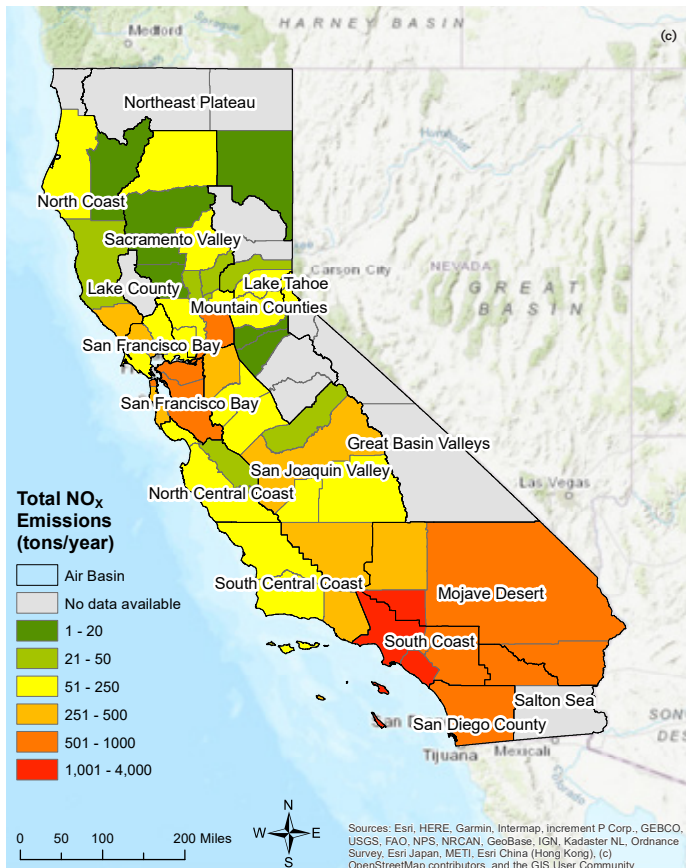 Medford
HARNEY BASIN
(c)
Northeast Plateau
Humboldt
North Coast
Sacramento Valley
Lake Tahoe
Carson City
NEVADA
GREAT
BASIN
Lake County
Mountain Counties
San Francisco Bay
San Francisco Bay
Great Basin Valleys
San Joaquin Valley
Las Vegas
North Central Coast
Total NOx
Emissions
(tons/year)
Air Basin
No data available
1 - 20
21 - 50
51 - 250
251 - 500
501 - 1000
1,001 - 4,000
South Central Coast
Mojave Desert
South Coast
Salton Sea
San Diego County
Tijuana
Mexicali
SON
DES
N
W
E
S
0 50 100 200 Miles
Sources: Esri, HERE, Garmin, Intermap, increment P Corp., GEBCO,
USGS, FAO, NPS, NRCAN, GeoBase, IGN, Kadaster NL, Ordnance
Survey, Esri Japan, METI, Esri China (Hong Kong), (c)
OpenStreetMap contributors, and the GIS User Community